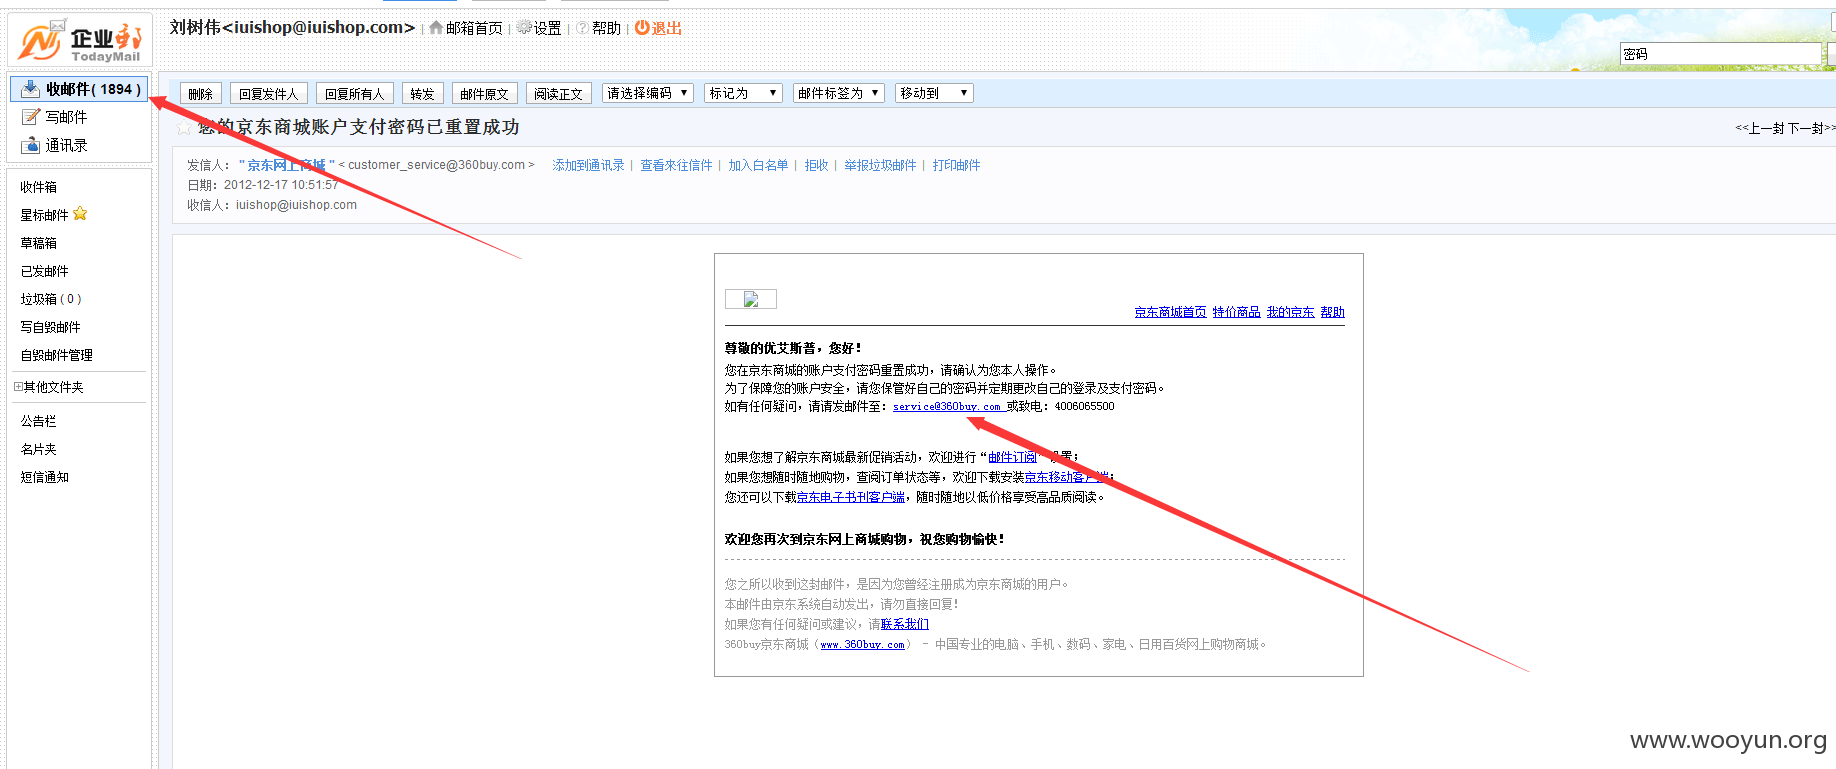 企业邮
TodayMail
刘树伟<iuishop@iuishop.com> | 邮箱首页 | 设置 | 帮助 | 退出
密码
收邮件( 1894 )
写邮件
通讯录
收件箱
星标邮件
草稿箱
已发邮件
垃圾箱 ( 0 )
写自毁邮件
自毁邮件管理
其他文件夹
公告栏
名片夹
短信通知
删除 回复发件人 回复所有人 转发 邮件原文 阅读正文 请选择编码 标记为 邮件标签为 移动到
您的京东商城账户支付密码已重置成功
<<上一封 下一封>>
发信人： "京东网上商城" < customer_service@360buy.com > 添加到通讯录 | 查看来往信件 | 加入白名单 | 拒收 | 举报垃圾邮件 | 打印邮件
日期： 2012-12-17 10:51:57
收信人： iuishop@iuishop.com
京东商城首页 特价商品 我的京东 帮助
尊敬的优艾斯普，您好！
您在京东商城的账户支付密码重置成功，请确认为您本人操作。
为了保障您的账户安全，请您保管好自己的密码并定期更改自己的登录及支付密码。
如有任何疑问，请请发邮件至：service@360buy.com 或致电：4006065500
如果您想了解京东商城最新促销活动，欢迎进行“邮件订阅”设置；
如果您想随时随地购物，查阅订单状态等，欢迎下载安装京东移动客户端；
您还可以下载京东电子书刊客户端，随时随地以低价格享受高品质阅读。
欢迎您再次到京东网上商城购物，祝您购物愉快！
您之所以收到这封邮件，是因为您曾经注册成为京东商城的用户。
本邮件由京东系统自动发出，请勿直接回复！
如果您有任何疑问或建议，请联系我们
360buy京东商城（www.360buy.com） - 中国专业的电脑、手机、数码、家电、日用百货网上购物商城。
www.wooyun.org